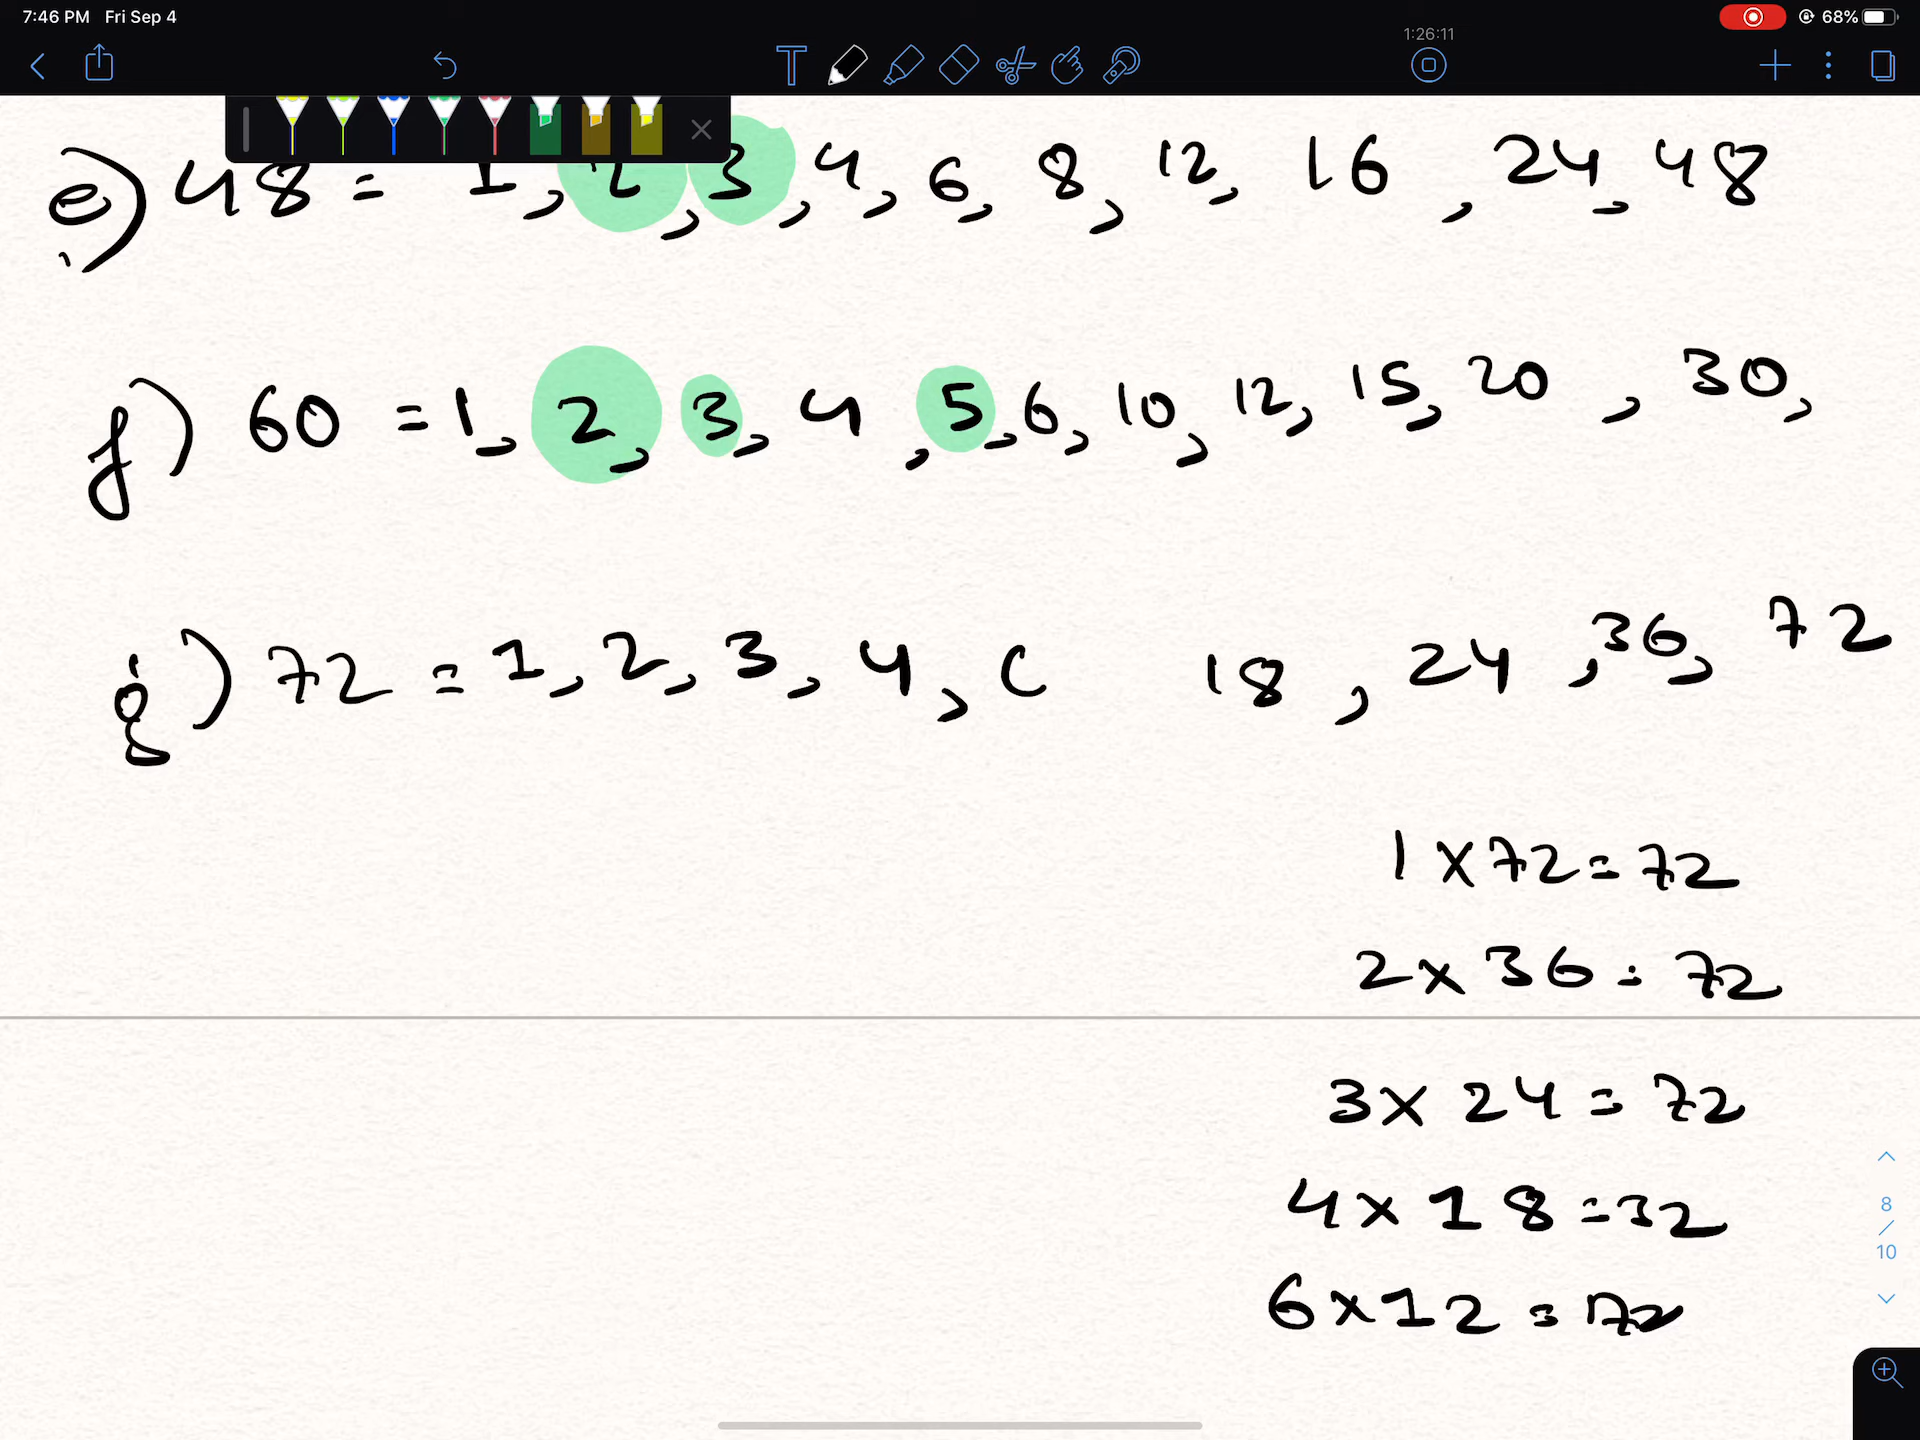 7:46 PM Fri Sep 4
68%
1:26:11
e) 48 = 1, 2, 3, 4, 6, 8, 12, 16, 24, 48
f) 60 = 1, 2, 3, 4, 5, 6, 10, 12, 15, 20, 30,
g) 72 = 1, 2, 3, 4, C 18, 24, 36, 72
1 x 72 = 72
2 x 36 = 72
3 x 24 = 72
4 x 18 = 32
6 x 12 = 72
8
/
10